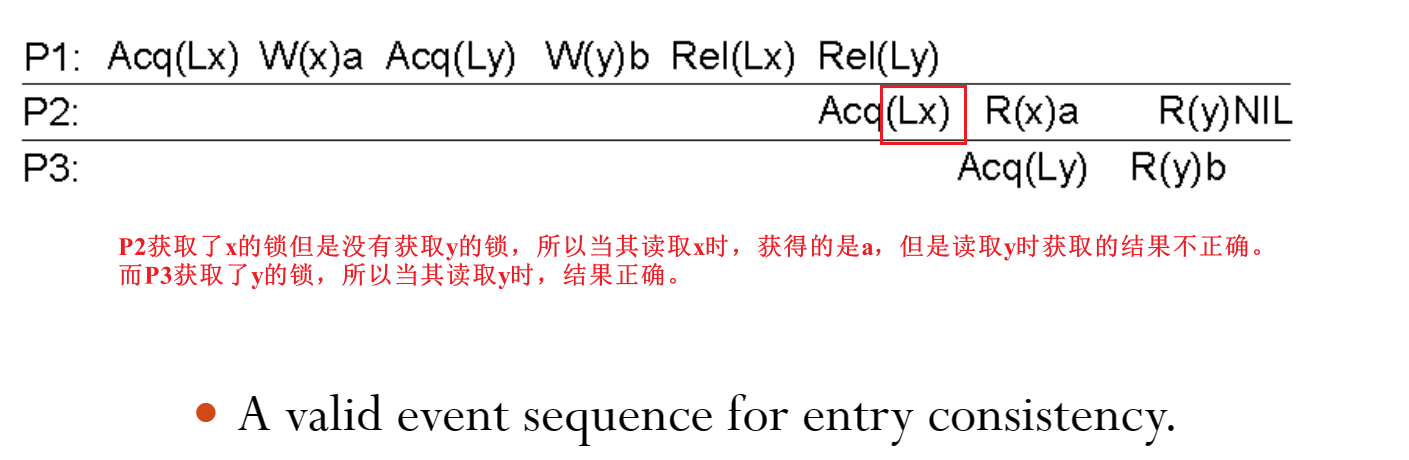 P1: Acq(Lx) W(x)a Acq(Ly) W(y)b Rel(Lx) Rel(Ly)
P2: Acq(Lx) R(x)a R(y)NIL
P3: Acq(Ly) R(y)b
P2获取了x的锁但是没有获取y的锁，所以当其读取x时，获得的是a，但是读取y时获取的结果不正确。
而P3获取了y的锁，所以当其读取y时，结果正确。
• A valid event sequence for entry consistency.